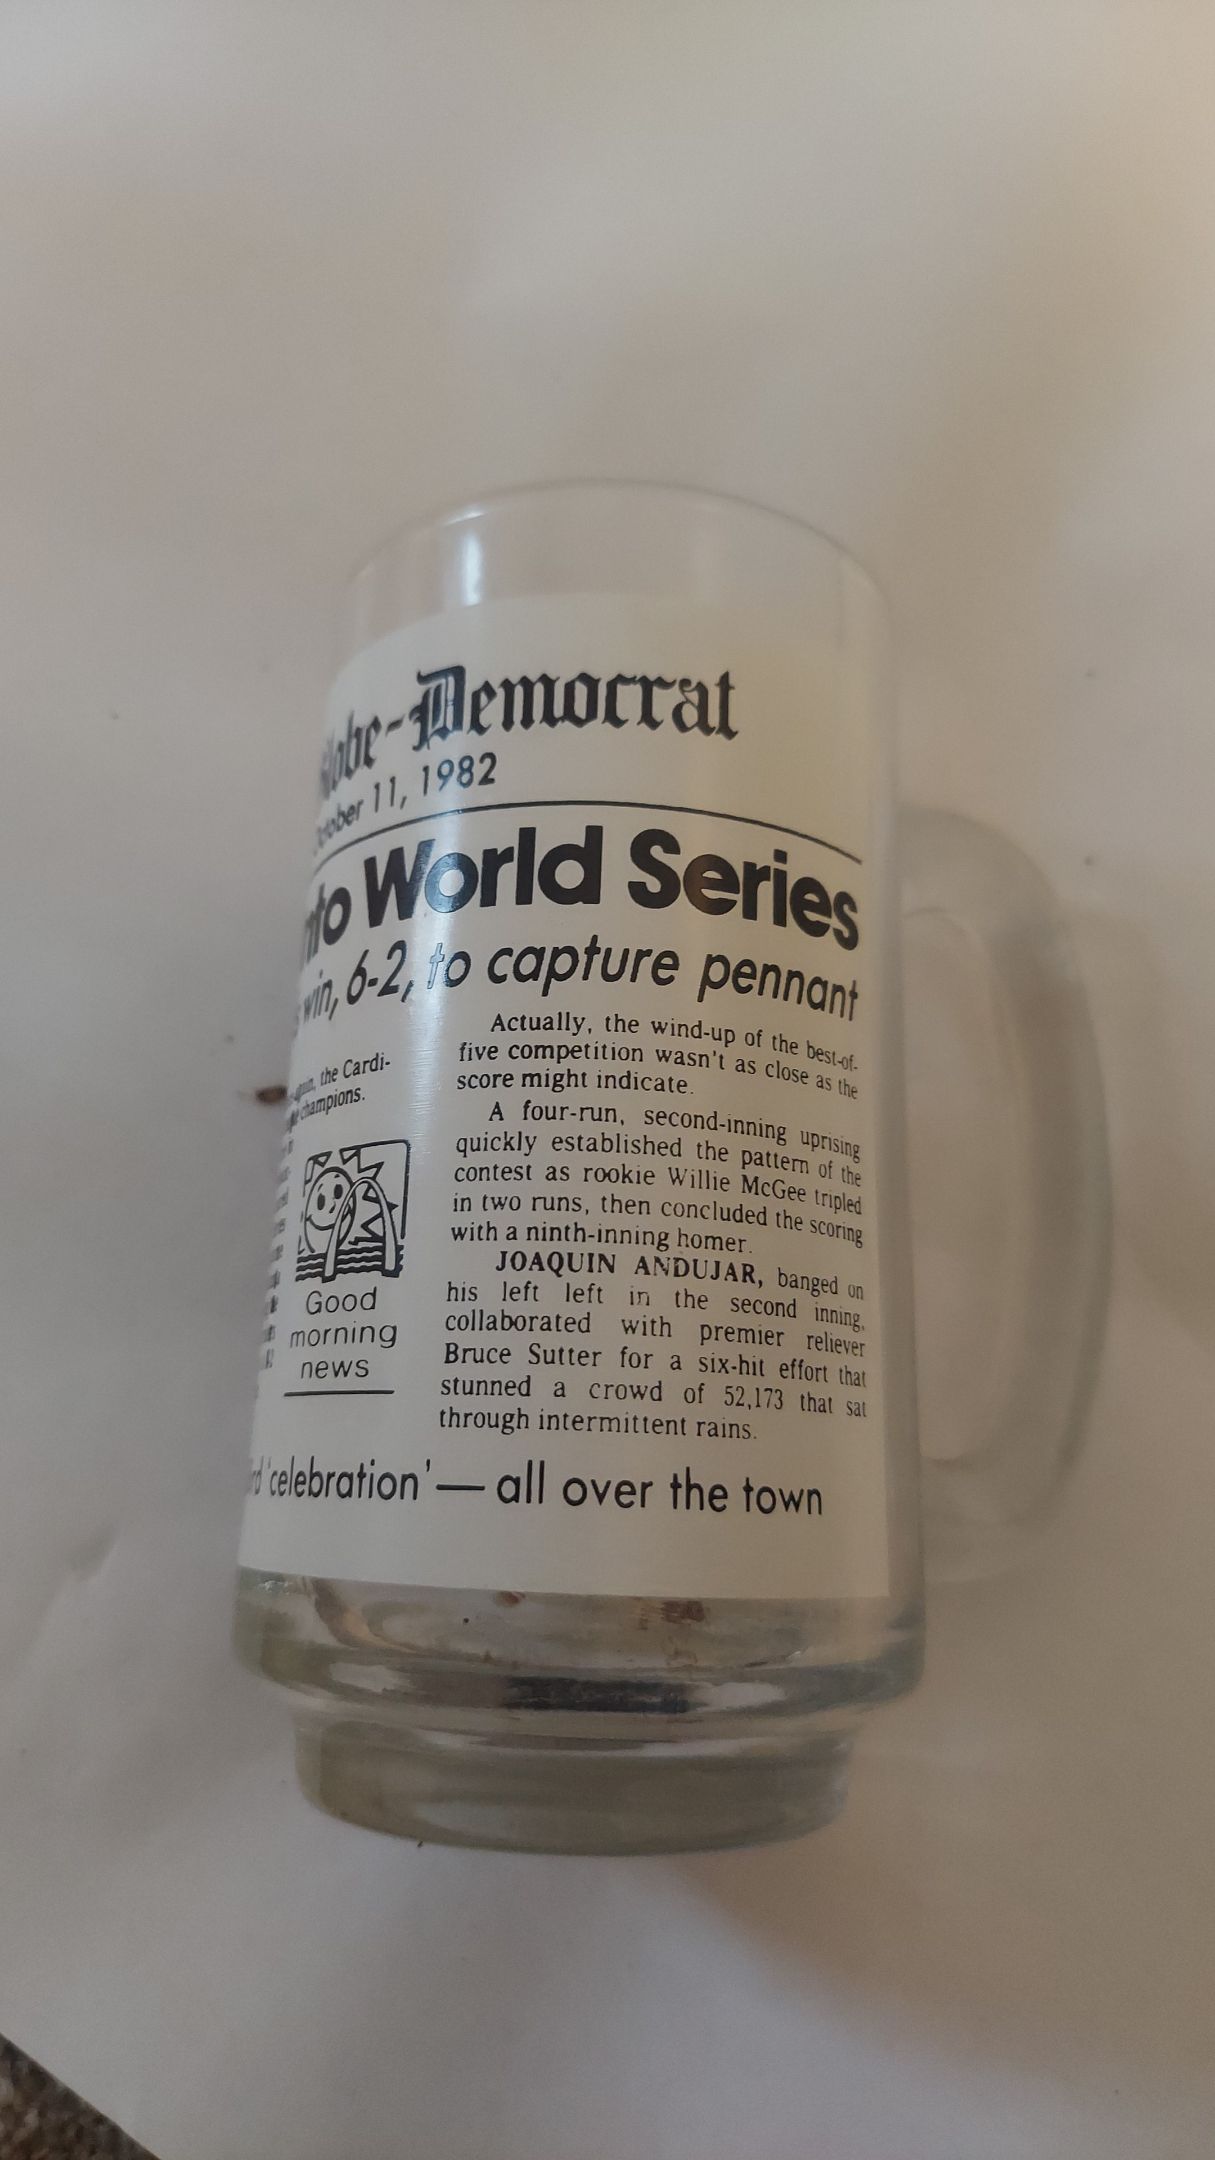 Globe-Democrat
October 11, 1982
into World Series
win, 6-2, to capture pennant
the Cardi-
champions.
Good
morning
news
Actually, the wind-up of the best-of-
five competition wasn't as close as the
score might indicate.
A four-run, second-inning uprising
quickly established the pattern of the
contest as rookie Willie McGee tripled
in two runs, then concluded the scoring
with a ninth-inning homer.
JOAQUIN ANDUJAR, banged on
his left left in the second inning,
collaborated with premier reliever
Bruce Sutter for a six-hit effort that
stunned a crowd of 52,173 that sat
through intermittent rains.
'celebration' — all over the town